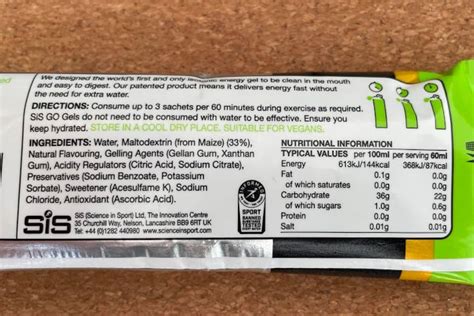 We designed the world's first and only isotonic energy gel to be clean in the mouth
and easy to digest. Our patented product means it delivers energy fast without
the need for extra water.
DIRECTIONS: Consume up to 3 sachets per 60 minutes during exercise as required.
SiS GO Gels do not need to be consumed with water to be effective. Ensure you
keep hydrated. STORE IN A COOL DRY PLACE. SUITABLE FOR VEGANS.
INGREDIENTS: Water, Maltodextrin (from Maize) (33%),
Natural Flavouring, Gelling Agents (Gellan Gum, Xanthan
Gum), Acidity Regulators (Citric Acid, Sodium Citrate),
Preservatives (Sodium Benzoate, Potassium
Sorbate), Sweetener (Acesulfame K), Sodium
Chloride, Antioxidant (Ascorbic Acid).
SiS
SiS (Science in Sport) Ltd, The Innovation Centre
35 Churchill Way, Nelson, Lancashire BB9 6RT UK
Tel: +44 (0)1282 440980 www.scienceinsport.com
SPORT
NUTRITIONAL INFORMATION
TYPICAL VALUES per 100ml per serving 60ml
Energy 613kJ/144kcal 368kJ/87kcal
Fat 0.1g 0.0g
of which saturates 0.0g 0.0g
Carbohydrate 36g 22g
of which sugars 1.0g 0.6g
Protein 0.0g 0.0g
Salt 0.01g 0.01g